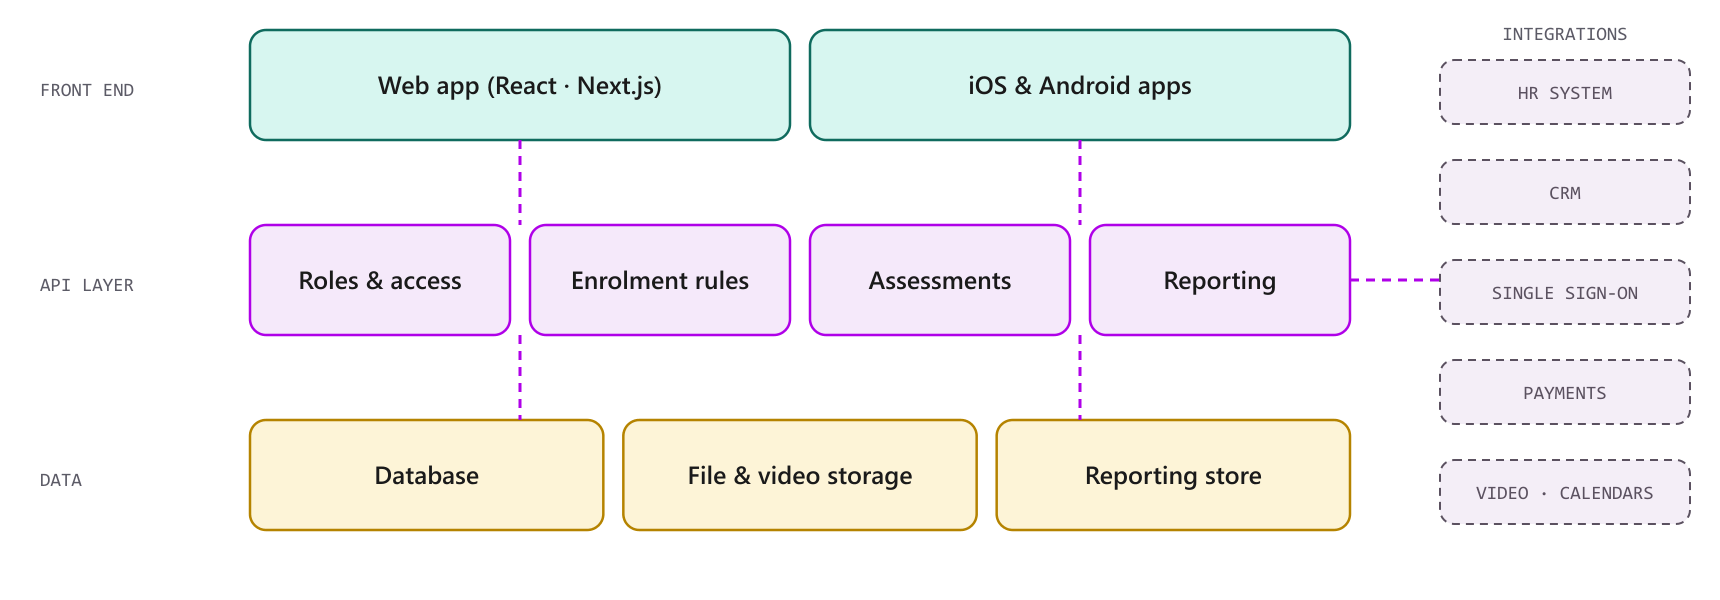 INTEGRATIONS
FRONT END
Web app (React · Next.js)
iOS & Android apps
HR SYSTEM
CRM
API LAYER
Roles & access
Enrolment rules
Assessments
Reporting
SINGLE SIGN-ON
PAYMENTS
DATA
Database
File & video storage
Reporting store
VIDEO · CALENDARS